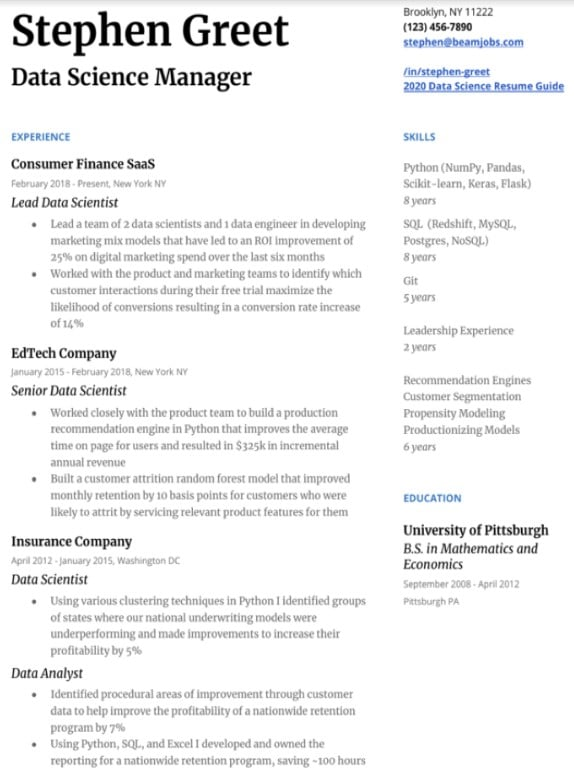 Stephen Greet
Data Science Manager
Brooklyn, NY 11222
(123) 456-7890
stephen@beamjobs.com
/in/stephen-greet
2020 Data Science Resume Guide
EXPERIENCE
Consumer Finance SaaS
February 2018 - Present, New York NY
Lead Data Scientist
• Lead a team of 2 data scientists and 1 data engineer in developing
marketing mix models that have led to an ROI improvement of
25% on digital marketing spend over the last six months
• Worked with the product and marketing teams to identify which
customer interactions during their free trial maximize the
likelihood of conversions resulting in a conversion rate increase
of 14%
EdTech Company
January 2015 - February 2018, New York NY
Senior Data Scientist
• Worked closely with the product team to build a production
recommendation engine in Python that improves the average
time on page for users and resulted in $325k in incremental
annual revenue
• Built a customer attrition random forest model that improved
monthly retention by 10 basis points for customers who were
likely to attrit by servicing relevant product features for them
Insurance Company
April 2012 - January 2015, Washington DC
Data Scientist
• Using various clustering techniques in Python I identified groups
of states where our national underwriting models were
underperforming and made improvements to increase their
profitability by 5%
Data Analyst
• Identified procedural areas of improvement through customer
data to help improve the profitability of a nationwide retention
program by 7%
• Using Python, SQL, and Excel I developed and owned the
reporting for a nationwide retention program, saving ~100 hours
SKILLS
Python (NumPy, Pandas,
Scikit-learn, Keras, Flask)
8 years
SQL (Redshift, MySQL,
Postgres, NoSQL)
8 years
Git
5 years
Leadership Experience
2 years
Recommendation Engines
Customer Segmentation
Propensity Modeling
Productionizing Models
6 years
EDUCATION
University of Pittsburgh
B.S. in Mathematics and
Economics
September 2008 - April 2012
Pittsburgh PA